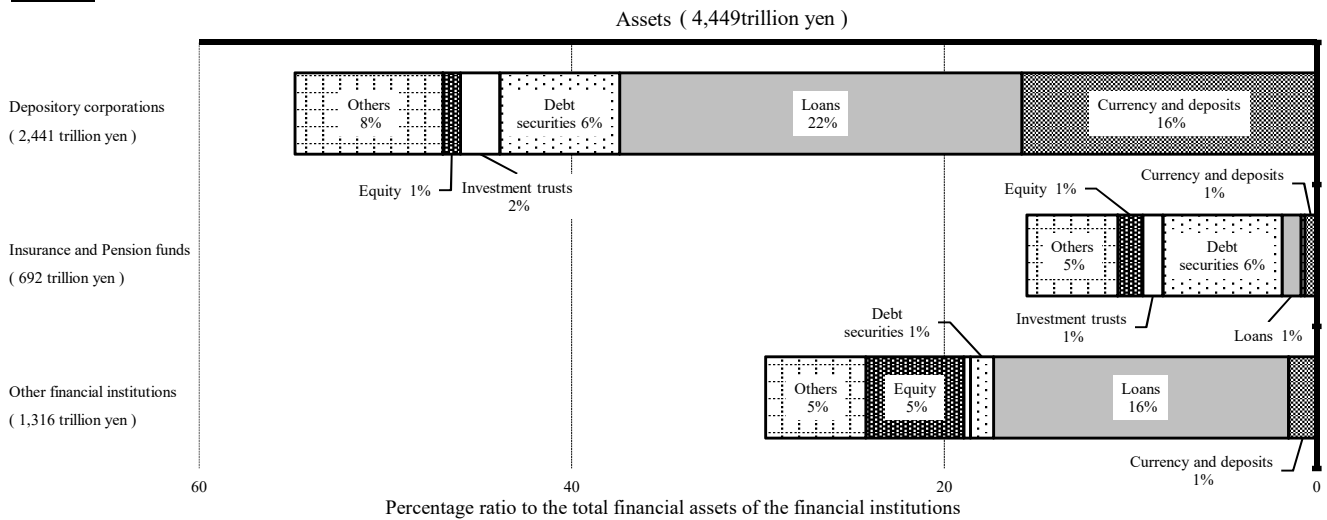 Assets ( 4,449trillion yen )
Depository corporations
( 2,441 trillion yen )
Others
8%
Debt
securities 6%
Loans
22%
Currency and deposits
16%
Equity 1%
Investment trusts
2%
Equity 1%
Currency and deposits
1%
Insurance and Pension funds
( 692 trillion yen )
Others
5%
Debt
securities 6%
Investment trusts
1%
Loans 1%
Debt
securities 1%
Other financial institutions
( 1,316 trillion yen )
Others
5%
Equity
5%
Loans
16%
Currency and deposits
1%
60
40
20
0
Percentage ratio to the total financial assets of the financial institutions